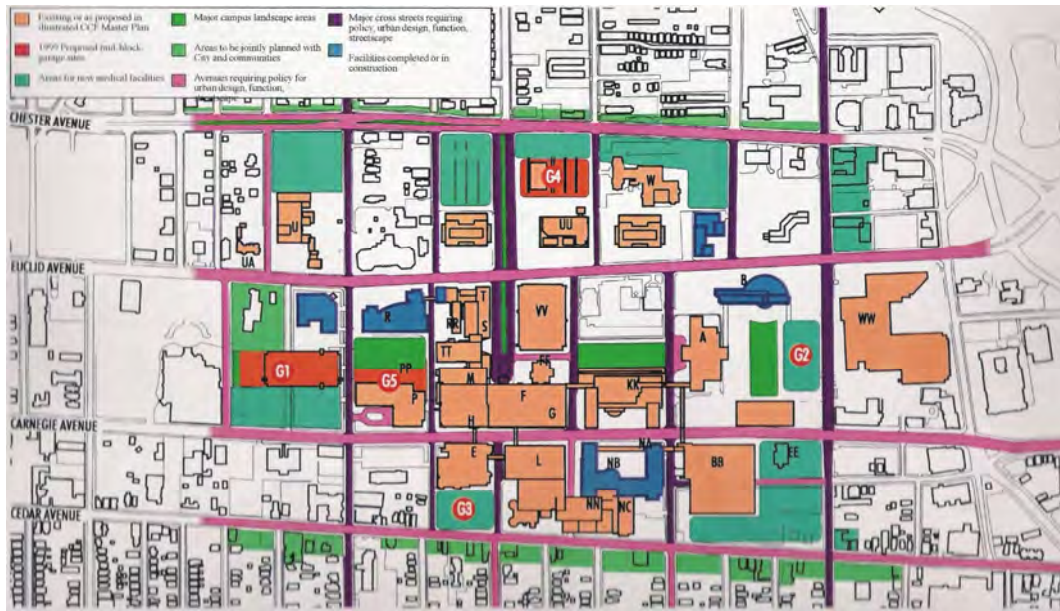 Existing or as proposed in
illustrated CCF Master Plan
1999 Proposed mid-block
garage sites
Areas for new medical facilities
Major campus landscape areas
Areas to be jointly planned with
City and communities
Avenues requiring policy for
urban design, function,
Major cross streets requiring
policy, urban design, function,
streetscape
Facilities completed or in
construction
CHESTER AVENUE
G4
W
U
UU
UA
EUCLID AVENUE
B
R
RR
T
S
VV
WW
A
TT
G2
G1
PP
FF
G5
M
KK
P
F
G
H
CARNEGIE AVENUE
NA
E
L
NB
BB
EE
G3
NN
NC
CEDAR AVENUE